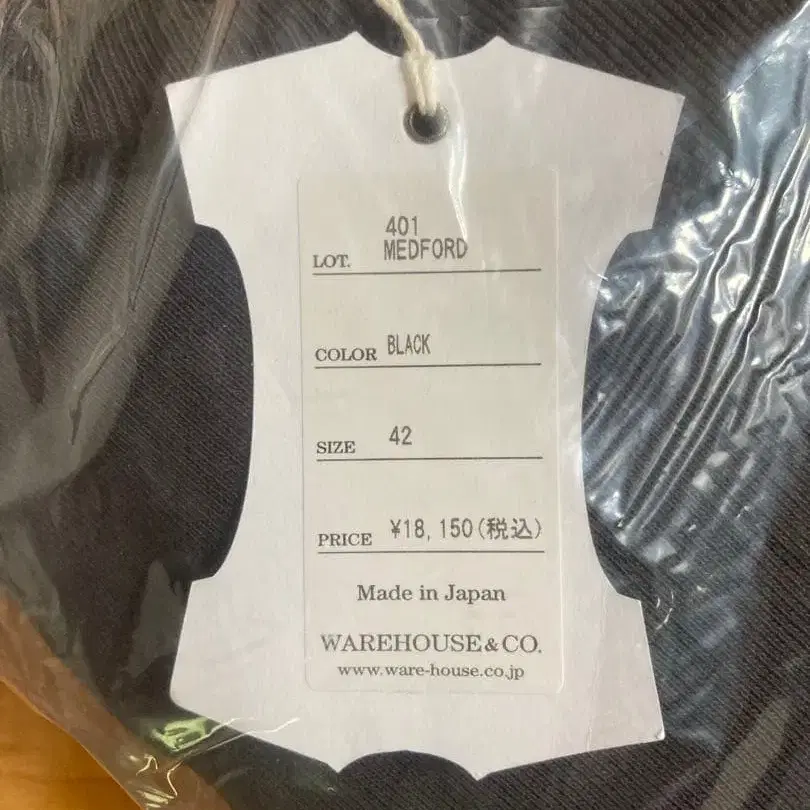 401
LOT. MEDFORD
COLOR BLACK
SIZE 42
PRICE ¥18,150(税込)
Made in Japan
WAREHOUSE & CO.
www.ware-house.co.jp